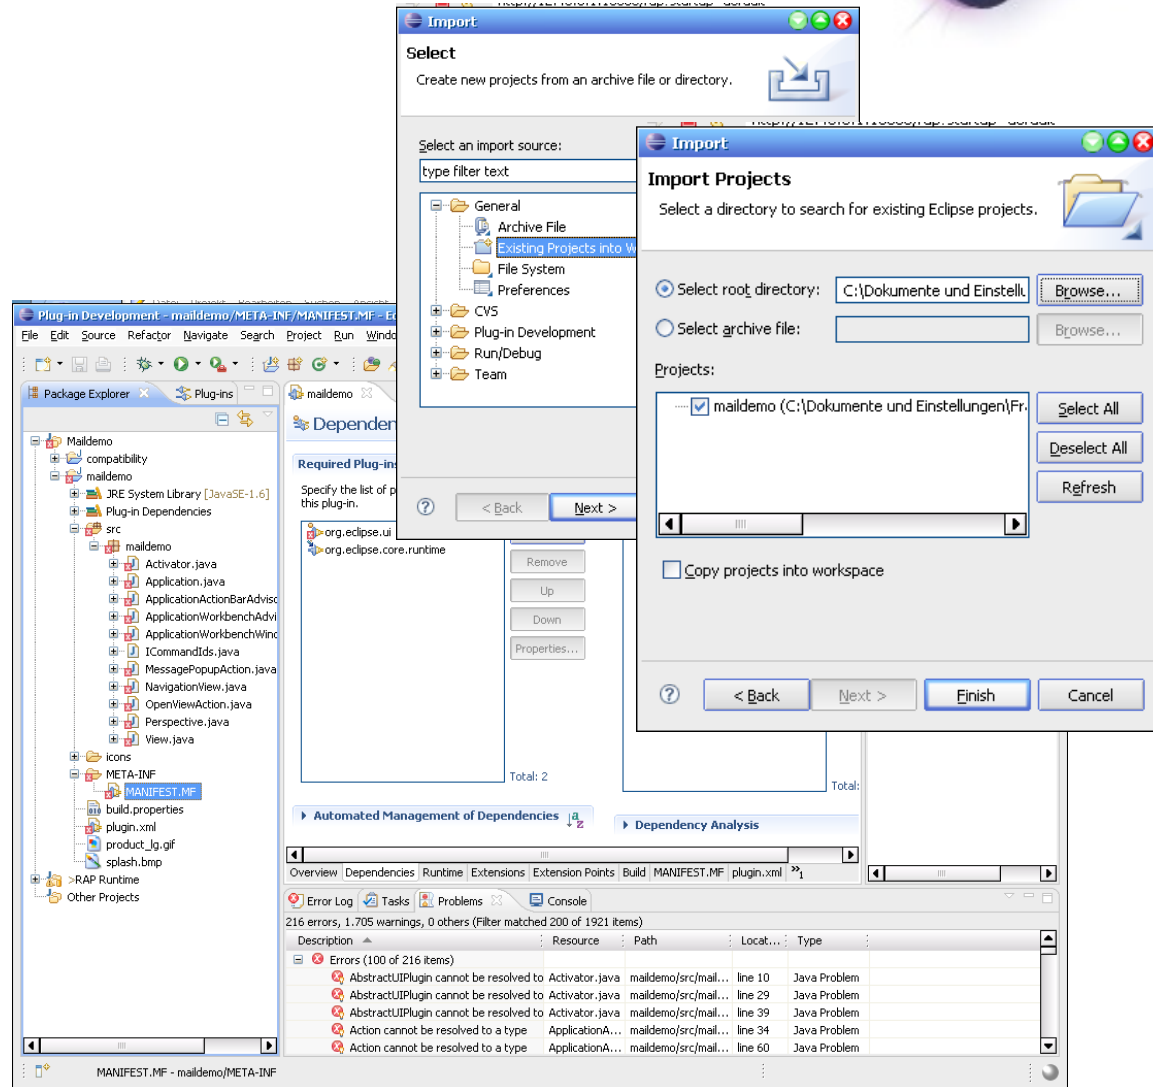 Import
Select
Create new projects from an archive file or directory.
Select an import source:
type filter text
General
Archive File
Existing Projects into W
File System
Preferences
CVS
Plug-in Development
Run/Debug
Team
< Back
Next >
Import
Import Projects
Select a directory to search for existing Eclipse projects.
Select root directory:
C:\Dokumente und Einstellu
Browse...
Select archive file:
Browse...
Projects:
maildemo (C:\Dokumente und Einstellungen\Fr
Select All
Deselect All
Refresh
Copy projects into workspace
< Back
Next >
Finish
Cancel
Plug-in Development - maildemo/META-INF/MANIFEST.MF - Ec
File Edit Source Refactor Navigate Search Project Run Windo
Package Explorer
Plug-ins
Maildemo
compatibility
maildemo
JRE System Library [JavaSE-1.6]
Plug-in Dependencies
src
maildemo
Activator.java
Application.java
ApplicationActionBarAdvisc
ApplicationWorkbenchAdvi
ApplicationWorkbenchWinc
ICommandIds.java
MessagePopupAction.java
NavigationView.java
OpenViewAction.java
Perspective.java
View.java
icons
META-INF
MANIFEST.MF
build.properties
plugin.xml
product_lg.gif
splash.bmp
>RAP Runtime
Other Projects
maildemo
Dependen
Required Plug-ins
Specify the list of p
this plug-in.
org.eclipse.ui
org.eclipse.core.runtime
Remove
Up
Down
Properties...
Total: 2
Total:
Automated Management of Dependencies
Dependency Analysis
Overview Dependencies Runtime Extensions Extension Points Build MANIFEST.MF plugin.xml »1
Error Log Tasks Problems Console
216 errors, 1.705 warnings, 0 others (Filter matched 200 of 1921 items)
Description Resource Path Locat... Type
Errors (100 of 216 items)
AbstractUIPlugin cannot be resolved to Activator.java maildemo/src/mail... line 10 Java Problem
AbstractUIPlugin cannot be resolved to Activator.java maildemo/src/mail... line 29 Java Problem
AbstractUIPlugin cannot be resolved to Activator.java maildemo/src/mail... line 39 Java Problem
Action cannot be resolved to a type ApplicationA... maildemo/src/mail... line 34 Java Problem
Action cannot be resolved to a type ApplicationA... maildemo/src/mail... line 60 Java Problem
MANIFEST.MF - maildemo/META-INF